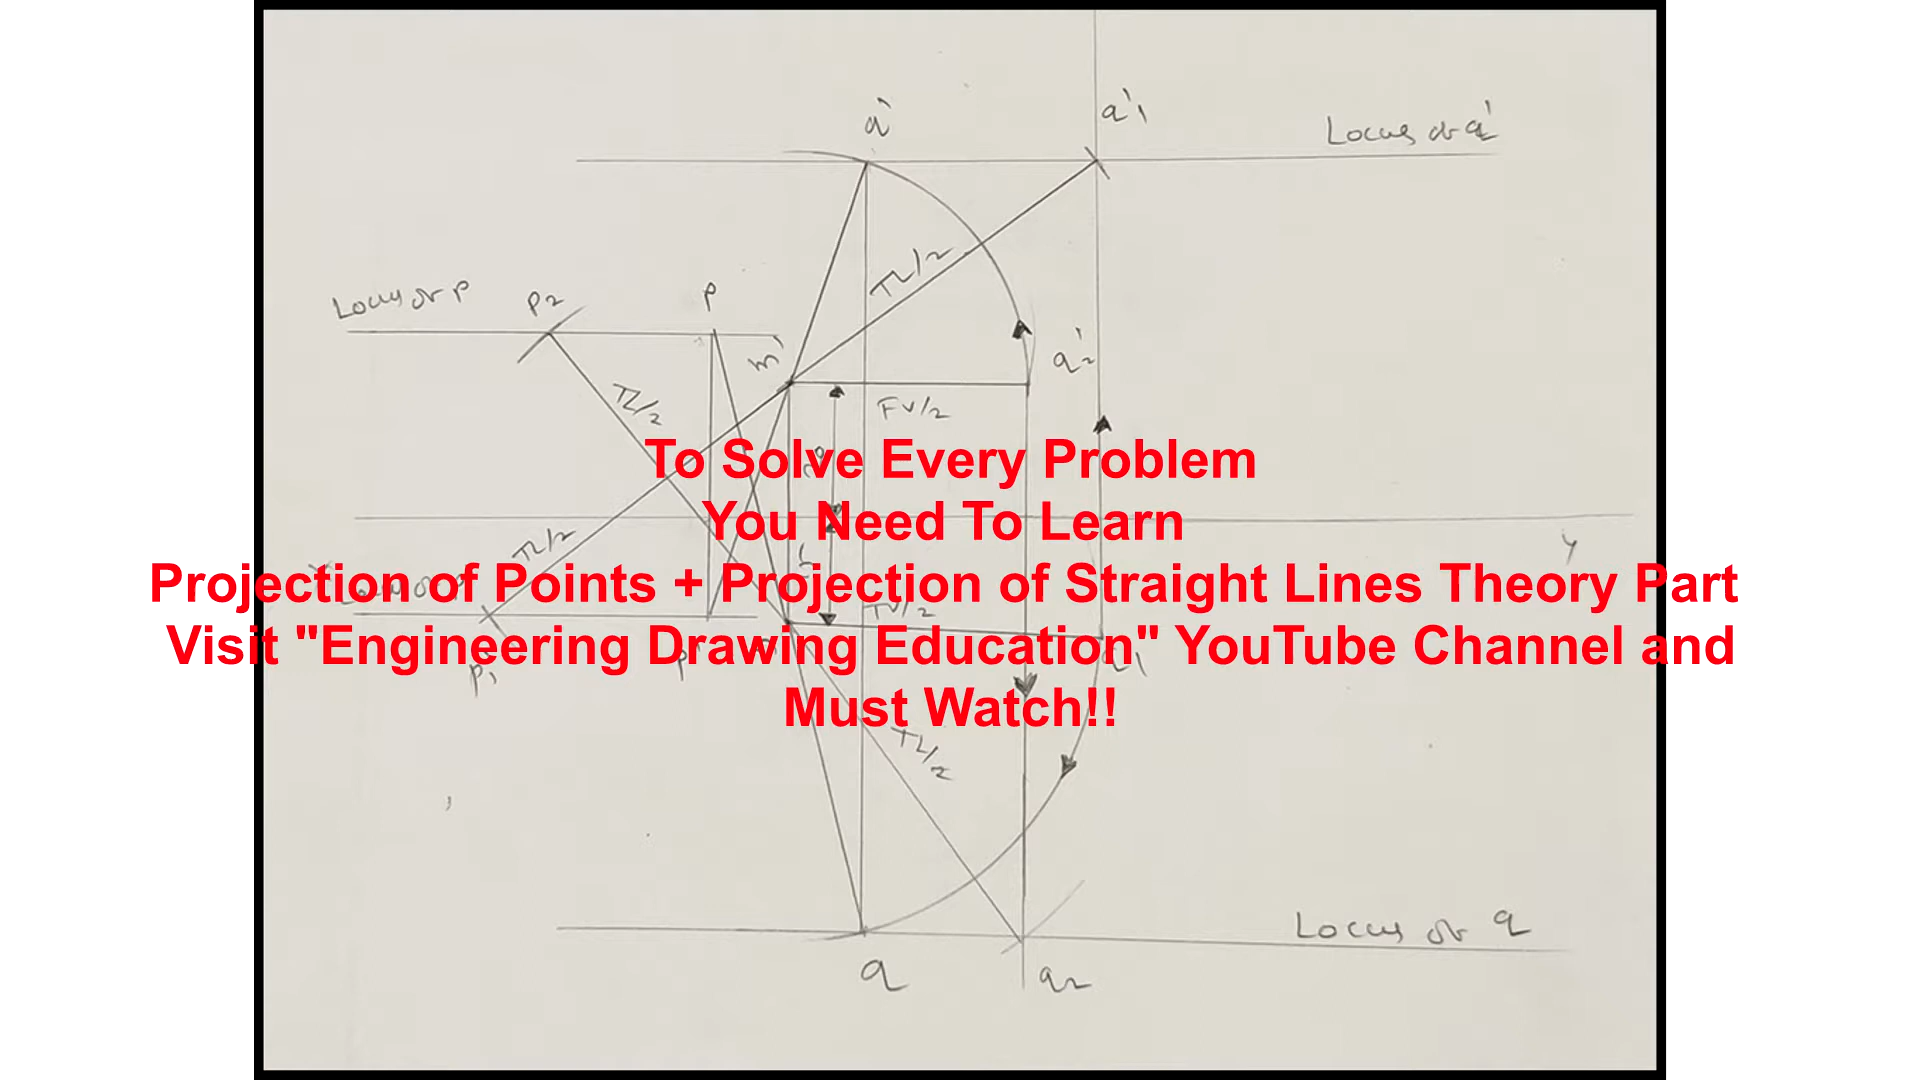 q'
q'1
Locus of q'
Locus of P
P2
P
TL/2
m'
q'2
TL/2
FV/2
To Solve Every Problem
You Need To Learn
TL/2
y
Projection of Points + Projection of Straight Lines Theory Part
TV/2
Visit "Engineering Drawing Education" YouTube Channel and
P1
Must Watch!!
TL/2
Locus of q
q
q2